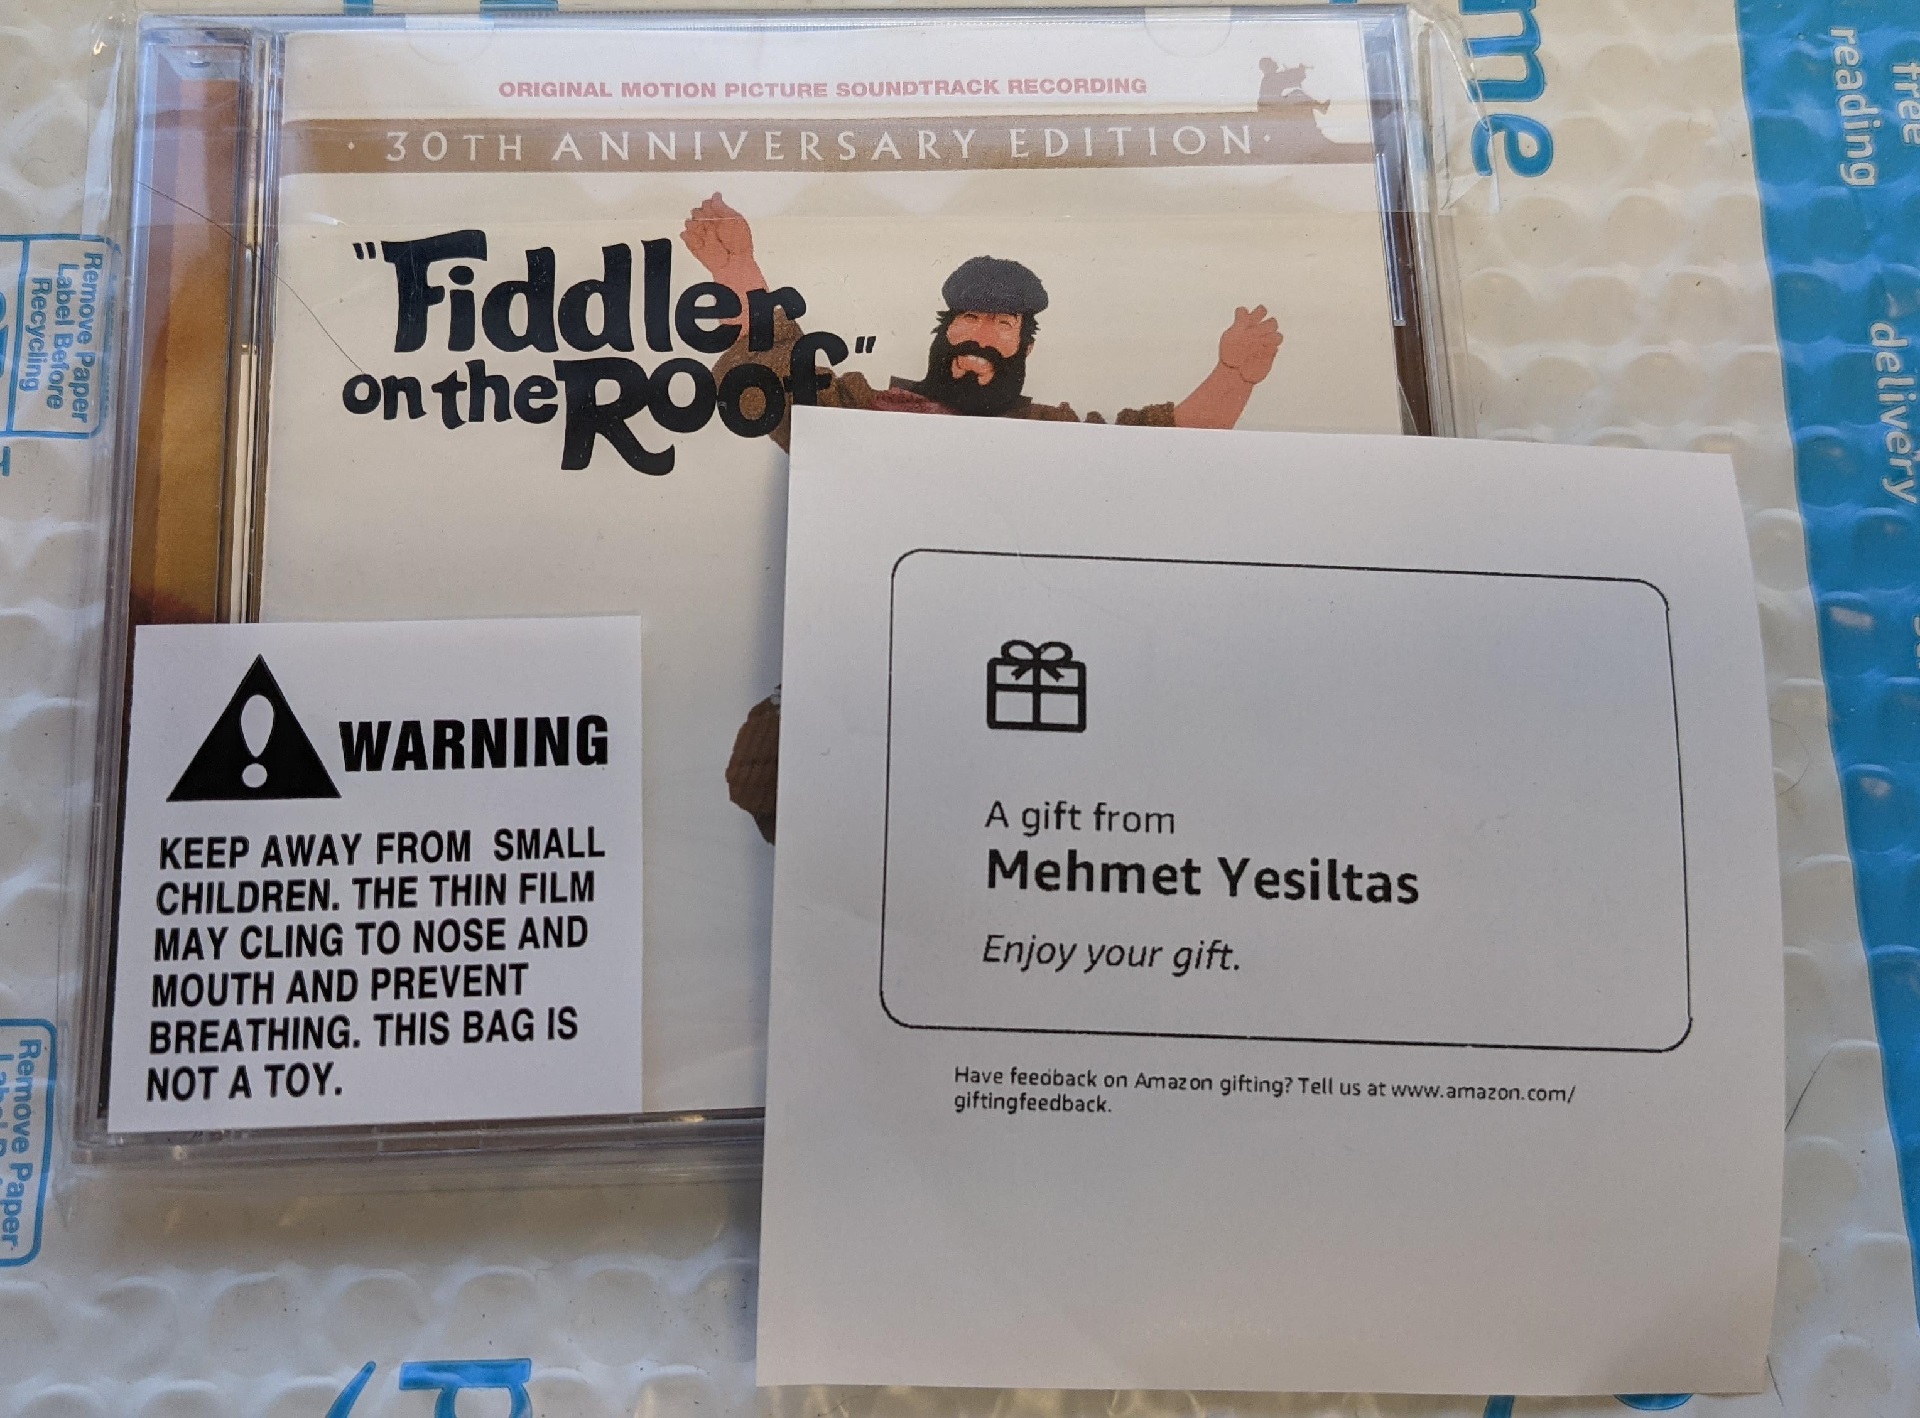 ORIGINAL MOTION PICTURE SOUNDTRACK RECORDING
· 30TH ANNIVERSARY EDITION ·
"Fiddler
on the Roof"
WARNING
KEEP AWAY FROM SMALL
CHILDREN. THE THIN FILM
MAY CLING TO NOSE AND
MOUTH AND PREVENT
BREATHING. THIS BAG IS
NOT A TOY.
A gift from
Mehmet Yesiltas
Enjoy your gift.
Have feedback on Amazon gifting? Tell us at www.amazon.com/
giftingfeedback.
Remove Paper
Label Before
Recycling
Remove Paper
me
free
reading
delivery